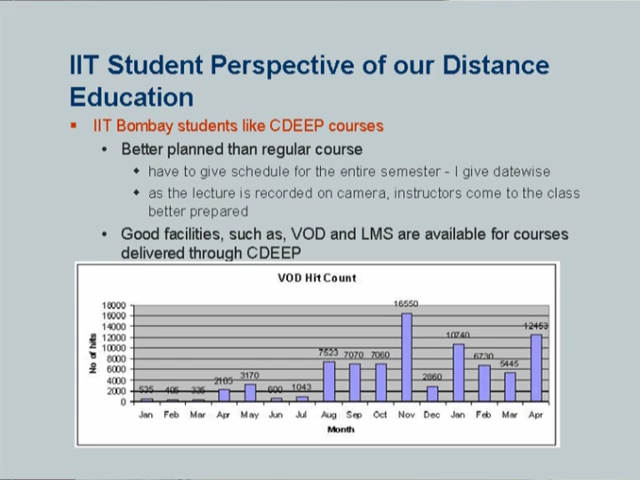 IIT Student Perspective of our Distance
Education
▪ IIT Bombay students like CDEEP courses
• Better planned than regular course
◆ have to give schedule for the entire semester - I give datewise
◆ as the lecture is recorded on camera, instructors come to the class
better prepared
• Good facilities, such as, VOD and LMS are available for courses
delivered through CDEEP
VOD Hit Count
No of hits
18000
16000
14000
12000
10000
8000
6000
4000
2000
0
535 405 335 3170 600 1043 7523 7070 7060 16550 2860 10740 6730 5445 12453
Jan Feb Mar Apr May Jun Jul Aug Sep Oct Nov Dec Jan Feb Mar Apr
Month